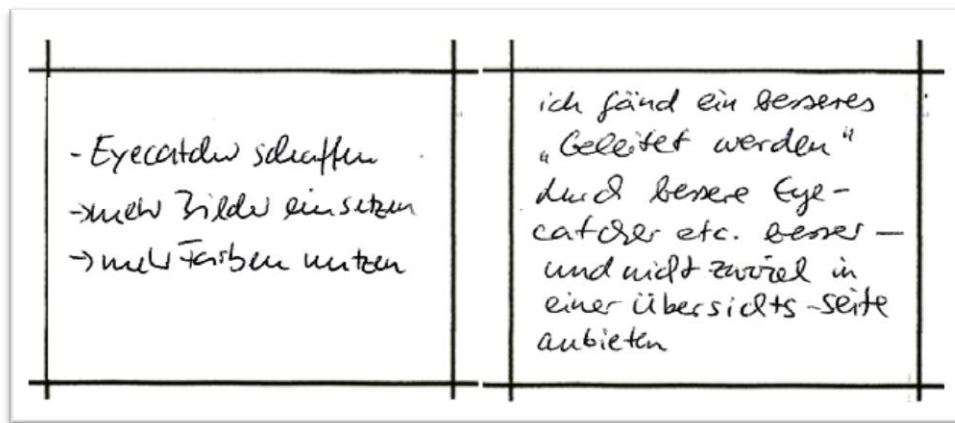 - Eyecatcher schaffen
→ mehr Bilder einsetzen
→ mehr Farben nutzen
ich fänd ein besseres
„Geleitet werden"
durch bessere Eye-
catcher etc. besser —
und nicht zuviel in
einer Übersichts-seite
anbieten